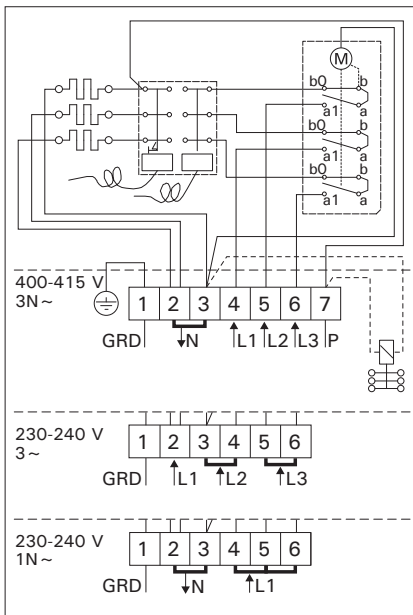 M
b0 b
a1 a
b0 b
a1 a
b0 b
a1 a
400-415 V
3N~
1 2 3 4 5 6 7
GRD N L1 L2 L3 P
230-240 V
3~
1 2 3 4 5 6
GRD L1 L2 L3
230-240 V
1N~
1 2 3 4 5 6
GRD N L1